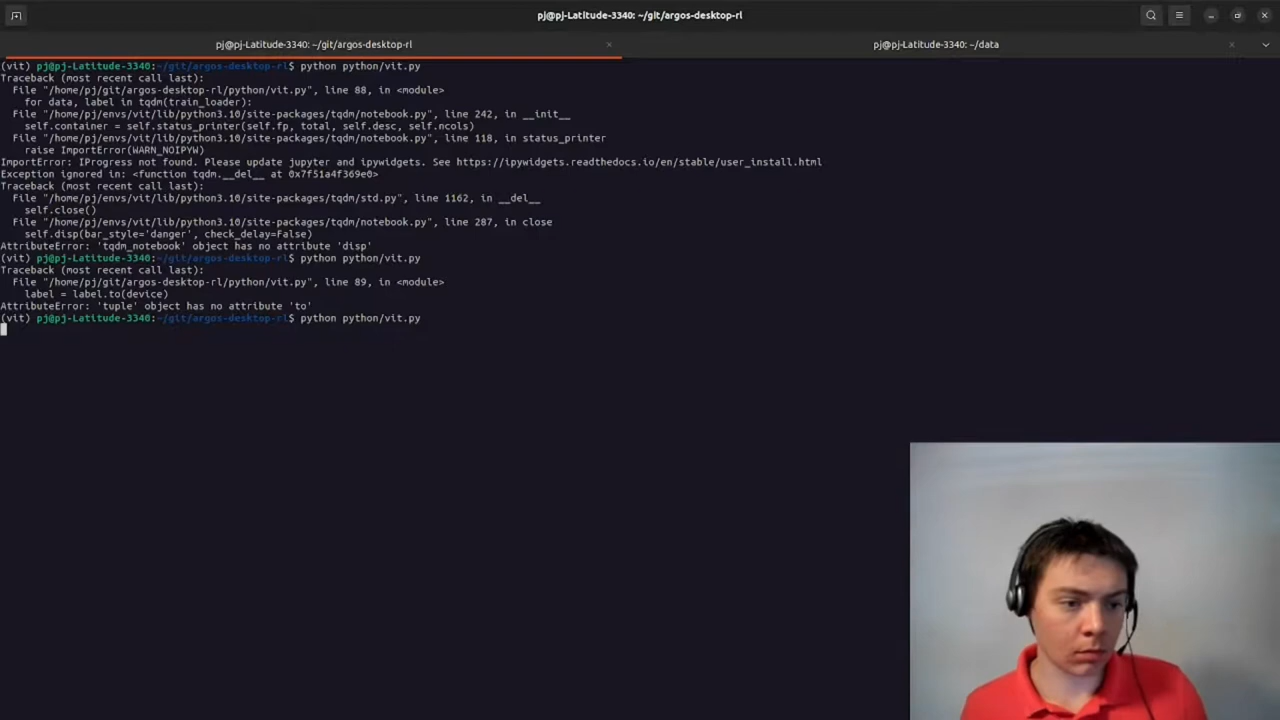 pj@pj-Latitude-3340: ~/git/argos-desktop-rl
pj@pj-Latitude-3340: ~/git/argos-desktop-rl
pj@pj-Latitude-3340: ~/data
(vit) pj@pj-Latitude-3340:~/git/argos-desktop-rl$ python python/vit.py
Traceback (most recent call last):
File "/home/pj/git/argos-desktop-rl/python/vit.py", line 88, in <module>
for data, label in tqdm(train_loader):
File "/home/pj/envs/vit/lib/python3.10/site-packages/tqdm/notebook.py", line 242, in __init__
self.container = self.status_printer(self.fp, total, self.desc, self.ncols)
File "/home/pj/envs/vit/lib/python3.10/site-packages/tqdm/notebook.py", line 118, in status_printer
raise ImportError(WARN_NOIPYW)
ImportError: IProgress not found. Please update jupyter and ipywidgets. See https://ipywidgets.readthedocs.io/en/stable/user_install.html
Exception ignored in: <function tqdm.__del__ at 0x7f51a4f369e0>
Traceback (most recent call last):
File "/home/pj/envs/vit/lib/python3.10/site-packages/tqdm/std.py", line 1162, in __del__
self.close()
File "/home/pj/envs/vit/lib/python3.10/site-packages/tqdm/notebook.py", line 287, in close
self.disp(bar_style='danger', check_delay=False)
AttributeError: 'tqdm_notebook' object has no attribute 'disp'
(vit) pj@pj-Latitude-3340:~/git/argos-desktop-rl$ python python/vit.py
Traceback (most recent call last):
File "/home/pj/git/argos-desktop-rl/python/vit.py", line 89, in <module>
label = label.to(device)
AttributeError: 'tuple' object has no attribute 'to'
(vit) pj@pj-Latitude-3340:~/git/argos-desktop-rl$ python python/vit.py